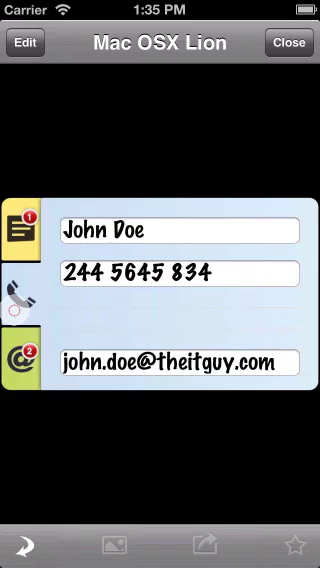 Carrier 1:35 PM
Edit Mac OSX Lion Close
1
John Doe
244 5645 834
@ 2
john.doe@theitguy.com